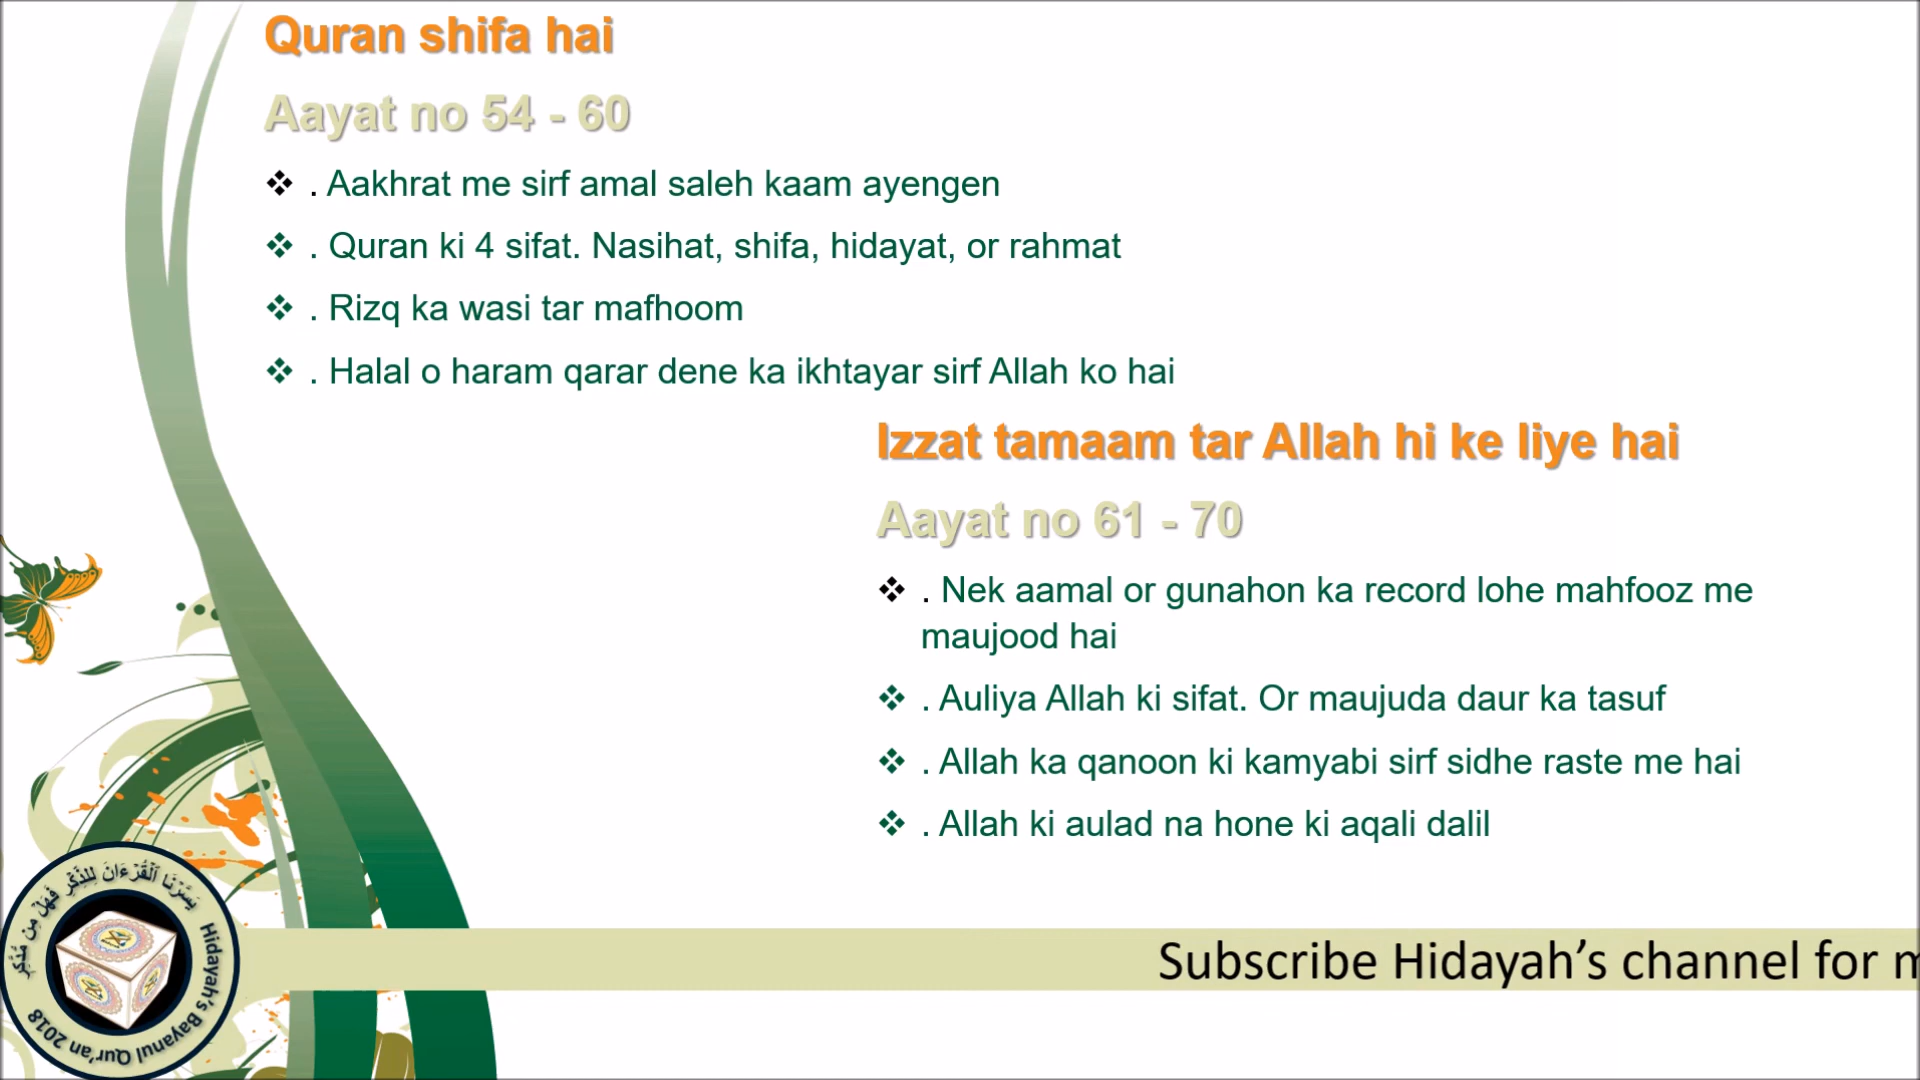 Quran shifa hai
Aayat no 54 - 60
❖ . Aakhrat me sirf amal saleh kaam ayengen
❖ . Quran ki 4 sifat. Nasihat, shifa, hidayat, or rahmat
❖ . Rizq ka wasi tar mafhoom
❖ . Halal o haram qarar dene ka ikhtayar sirf Allah ko hai
Izzat tamaam tar Allah hi ke liye hai
Aayat no 61 - 70
❖ . Nek aamal or gunahon ka record lohe mahfooz me
maujood hai
❖ . Auliya Allah ki sifat. Or maujuda daur ka tasuf
❖ . Allah ka qanoon ki kamyabi sirf sidhe raste me hai
❖ . Allah ki aulad na hone ki aqali dalil
يَسَّرْنَا ٱلْقُرْءَانَ لِلذِّكْرِ فَهَلْ مِن مُّدَّكِرٍ
Hidayah's Bayanul Qur'an 2018
Subscribe Hidayah’s channel for